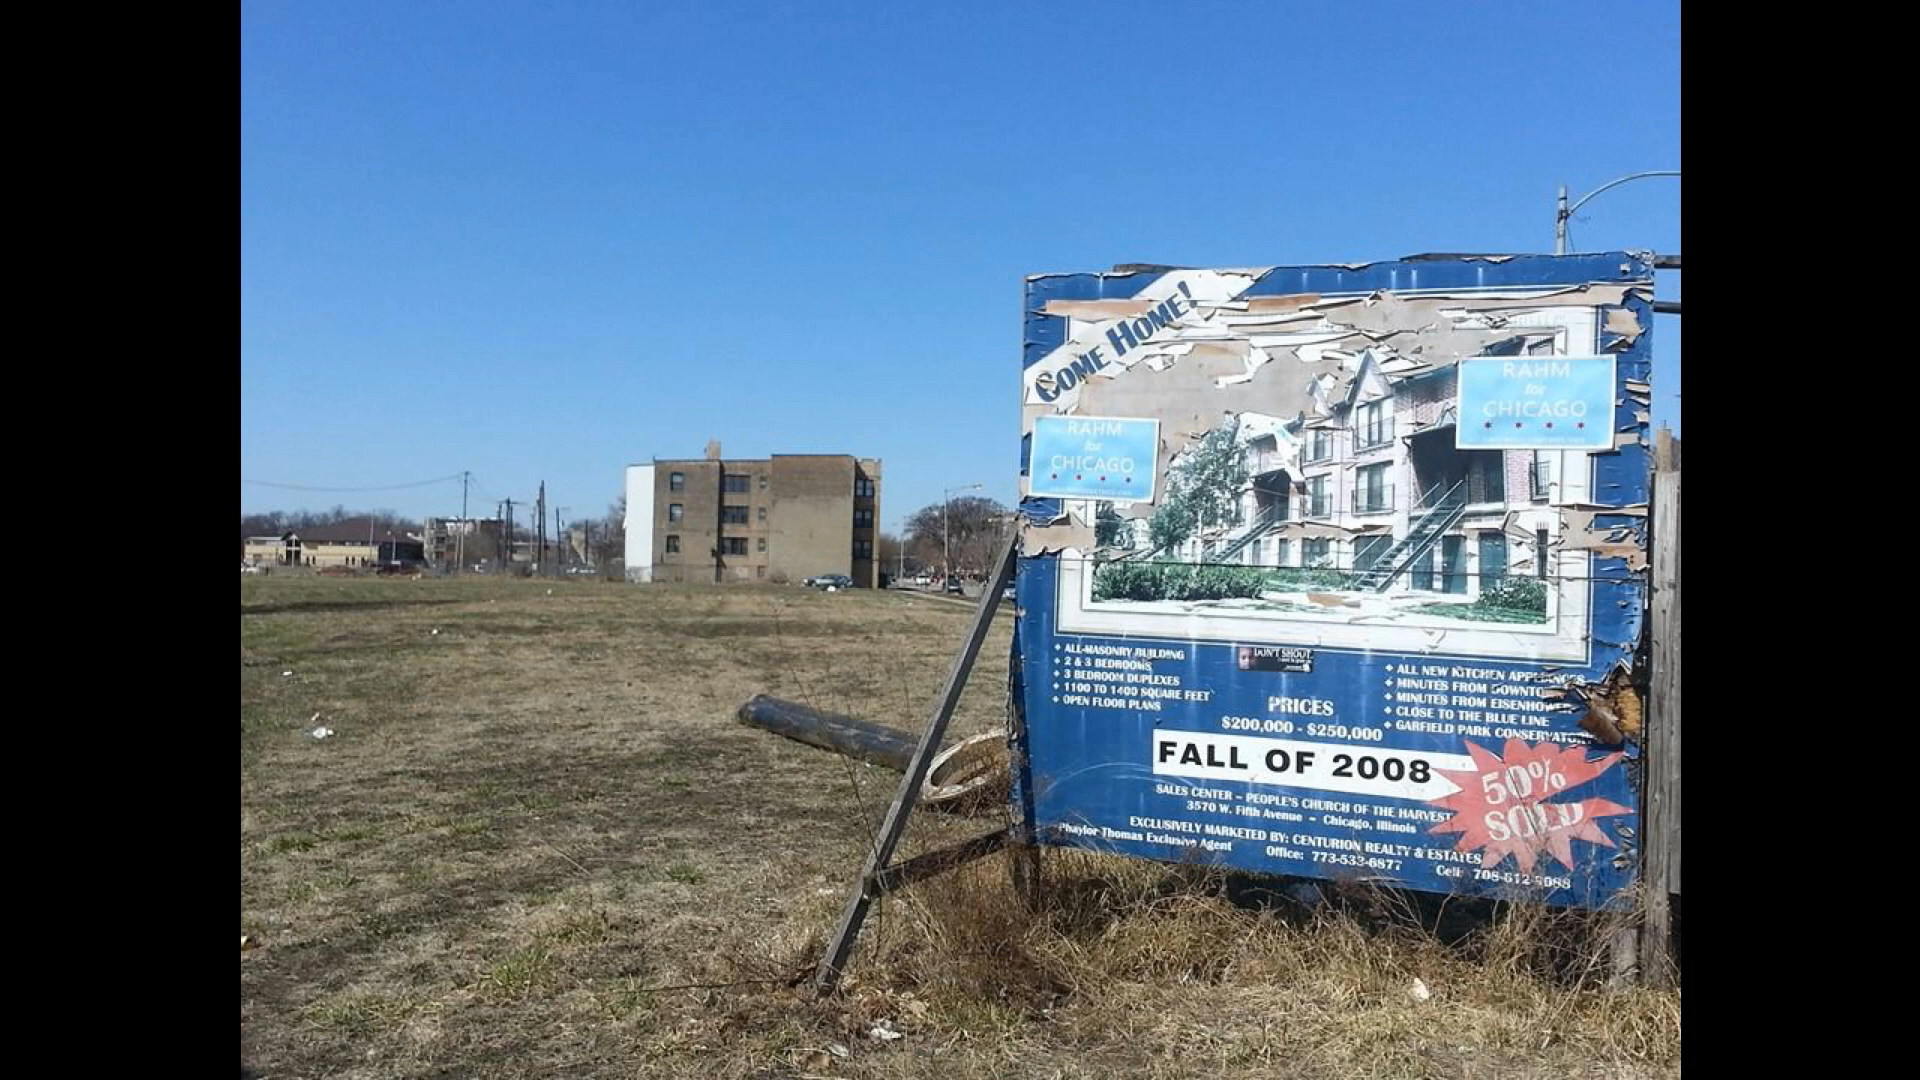 COME HOME!
RAHM
for
CHICAGO
RAHM
for
CHICAGO
ALL-MASONRY BUILDING
2 & 3 BEDROOMS
3 BEDROOM DUPLEXES
1100 TO 1400 SQUARE FEET
OPEN FLOOR PLANS
DON'T SHOOT.
PRICES
$200,000 - $250,000
ALL NEW KITCHEN APPLIANCES
MINUTES FROM DOWNTO
MINUTES FROM EISENHOWER
CLOSE TO THE BLUE LINE
GARFIELD PARK CONSERVATORY
FALL OF 2008
50%
SOLD
SALES CENTER – PEOPLE'S CHURCH OF THE HARVEST
3570 W. Fifth Avenue – Chicago, Illinois
EXCLUSIVELY MARKETED BY: CENTURION REALTY & ESTATES
Phaylor Thomas Exclusive Agent
Office: 773-533-6877
Cell: 708-512-9088